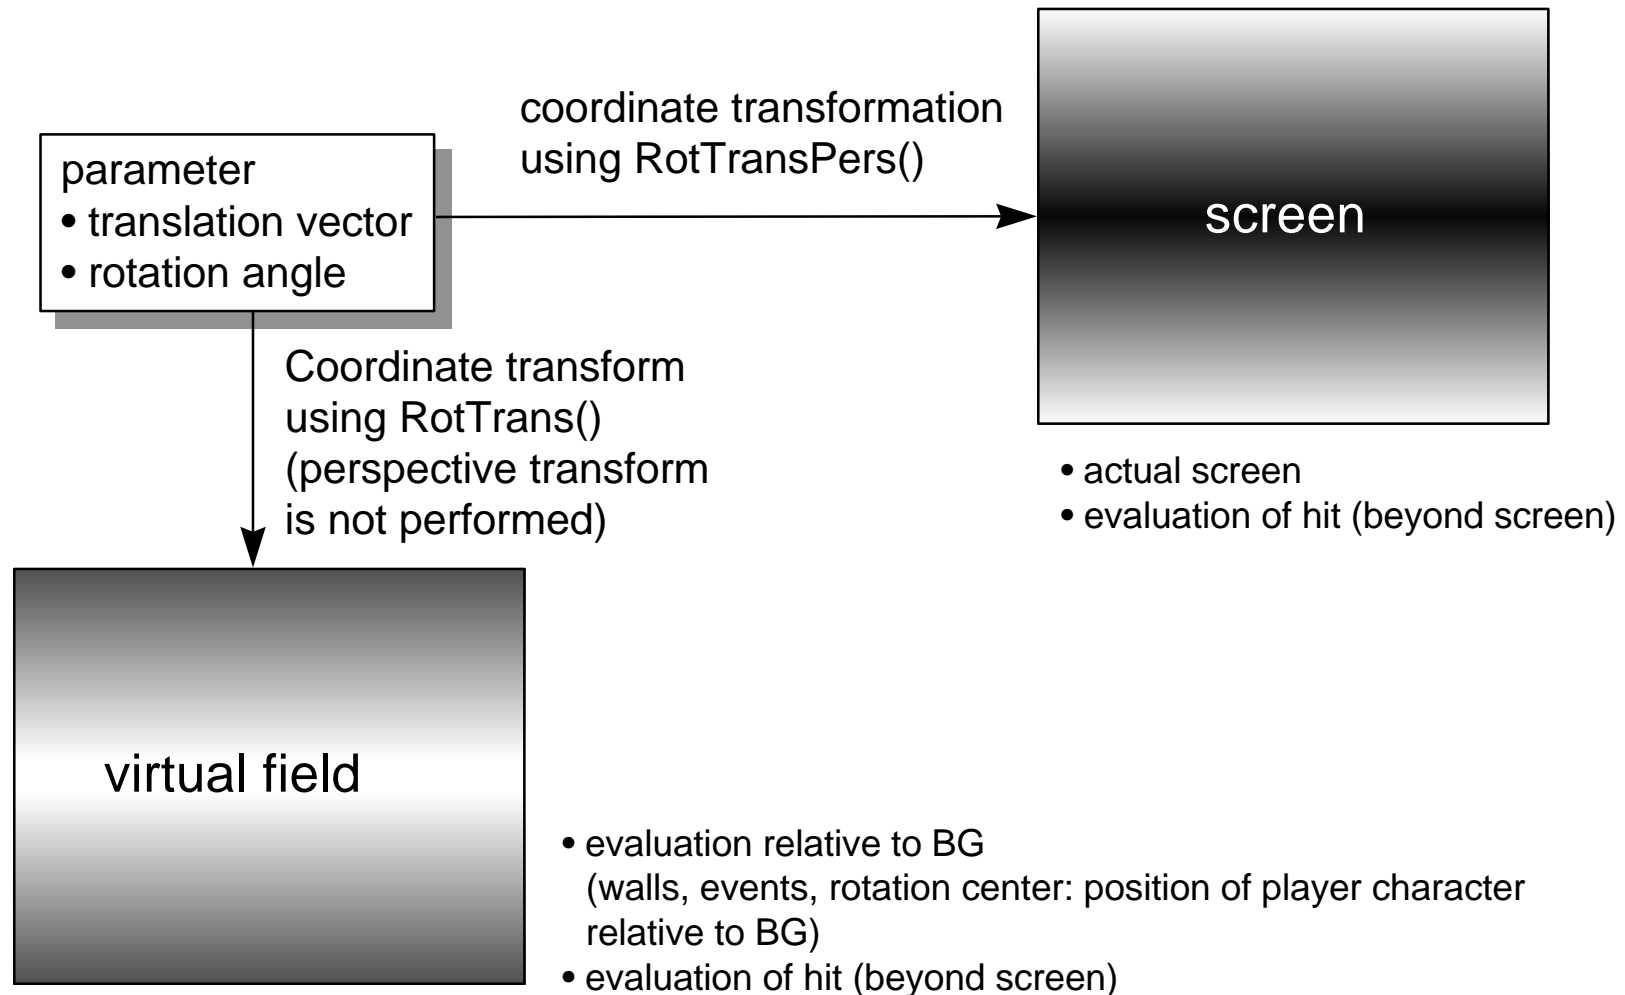 coordinate transformation
using RotTransPers()
parameter
• translation vector
• rotation angle
screen
Coordinate transform
using RotTrans()
(perspective transform
is not performed)
• actual screen
• evaluation of hit (beyond screen)
virtual field
• evaluation relative to BG
(walls, events, rotation center: position of player character
relative to BG)
• evaluation of hit (beyond screen)